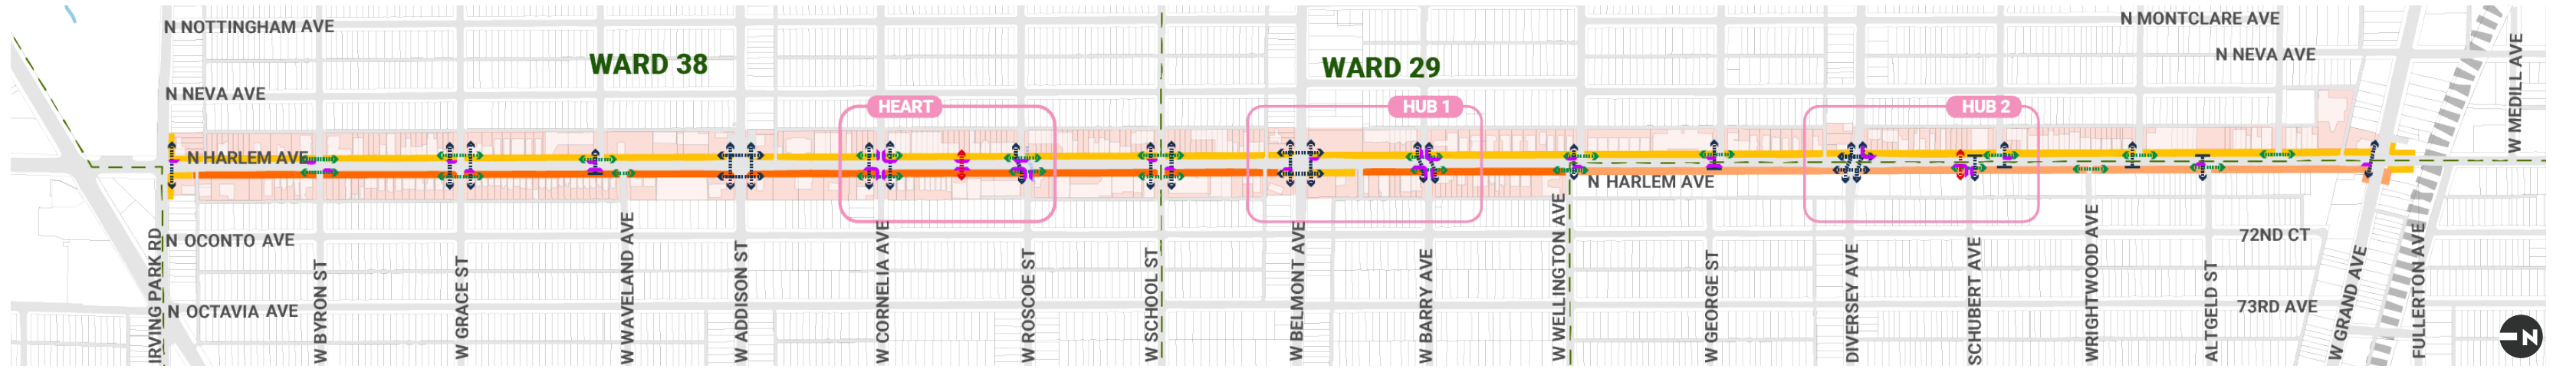 N NOTTINGHAM AVE
N MONTCLARE AVE
WARD 38
WARD 29
N NEVA AVE
N NEVA AVE
HEART
HUB 1
HUB 2
N HARLEM AVE
N HARLEM AVE
N OCONTO AVE
72ND CT
N OCTAVIA AVE
73RD AVE
IRVING PARK RD
W BYRON ST
W GRACE ST
W WAVELAND AVE
W ADDISON ST
W CORNELIA AVE
W ROSCOE ST
W SCHOOL ST
W BELMONT AVE
W BARRY AVE
W WELLINGTON AVE
W GEORGE ST
DIVERSEY AVE
SCHUBERT AVE
WRIGHTWOOD AVE
ALTGELD ST
W GRAND AVE
FULLERTON AVE
W MEDILL AVE
N